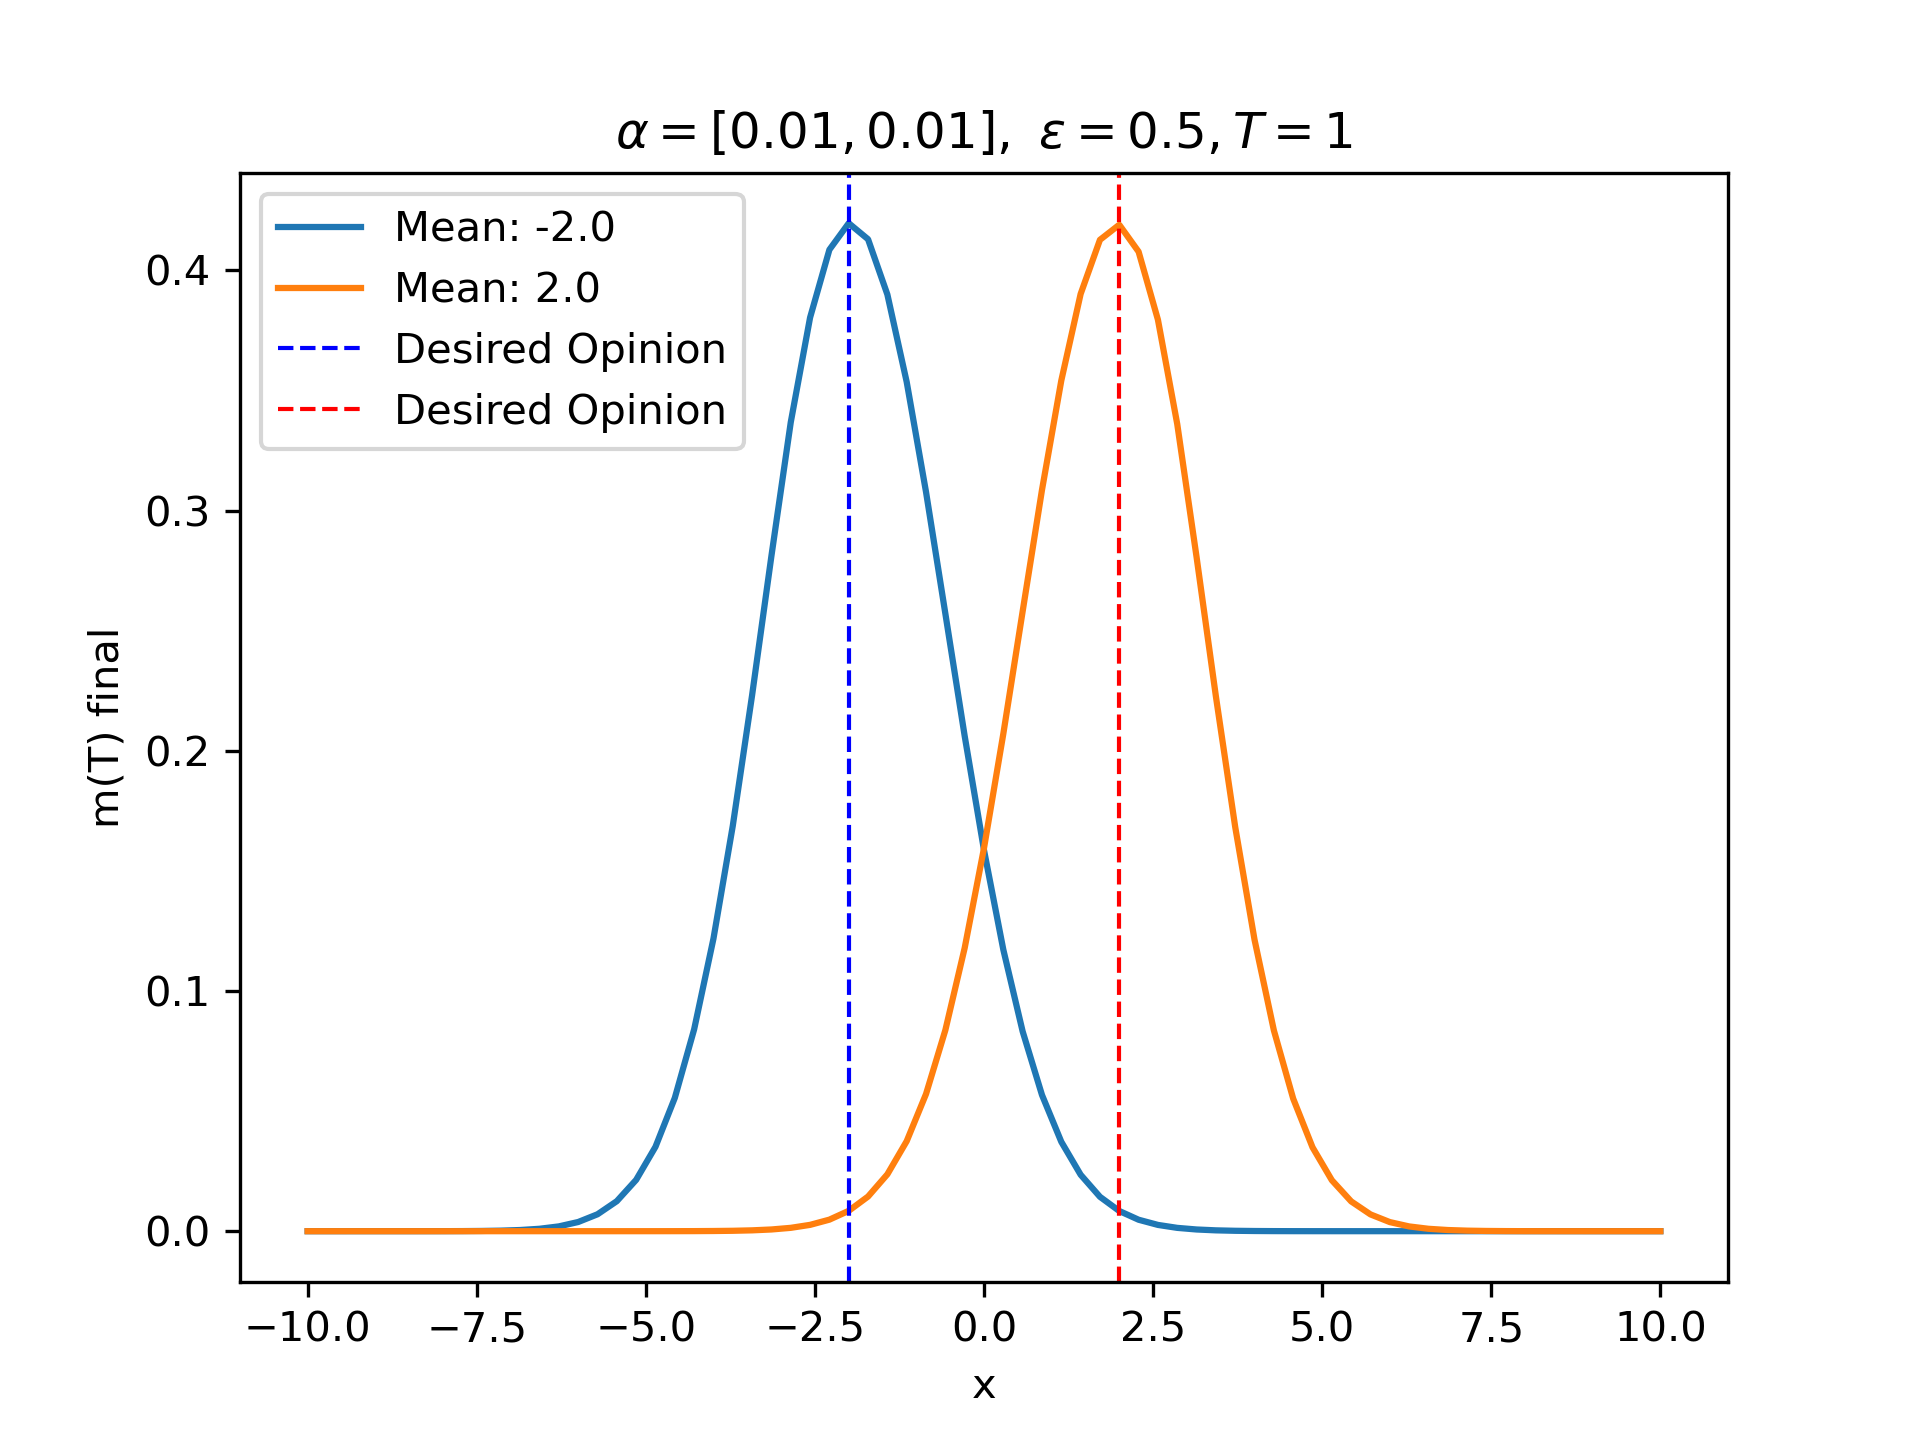 α = [0.01, 0.01], ε = 0.5, T = 1
Mean: -2.0
Mean: 2.0
Desired Opinion
Desired Opinion
0.4
0.3
0.2
0.1
0.0
m(T) final
−10.0 −7.5 −5.0 −2.5 0.0 2.5 5.0 7.5 10.0
x